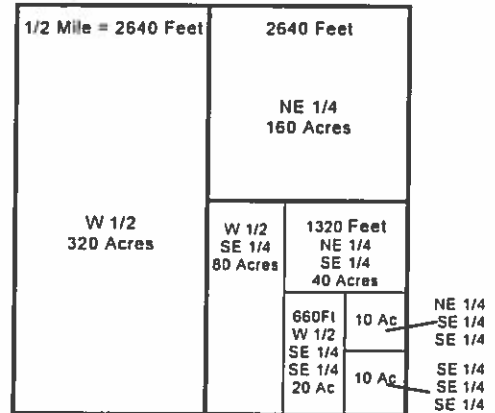 1/2 Mile = 2640 Feet
2640 Feet
NE 1/4
160 Acres
W 1/2
320 Acres
W 1/2
SE 1/4
80 Acres
1320 Feet
NE 1/4
SE 1/4
40 Acres
660Ft
W 1/2
SE 1/4
SE 1/4
20 Ac
10 Ac
NE 1/4
SE 1/4
SE 1/4
10 Ac
SE 1/4
SE 1/4
SE 1/4